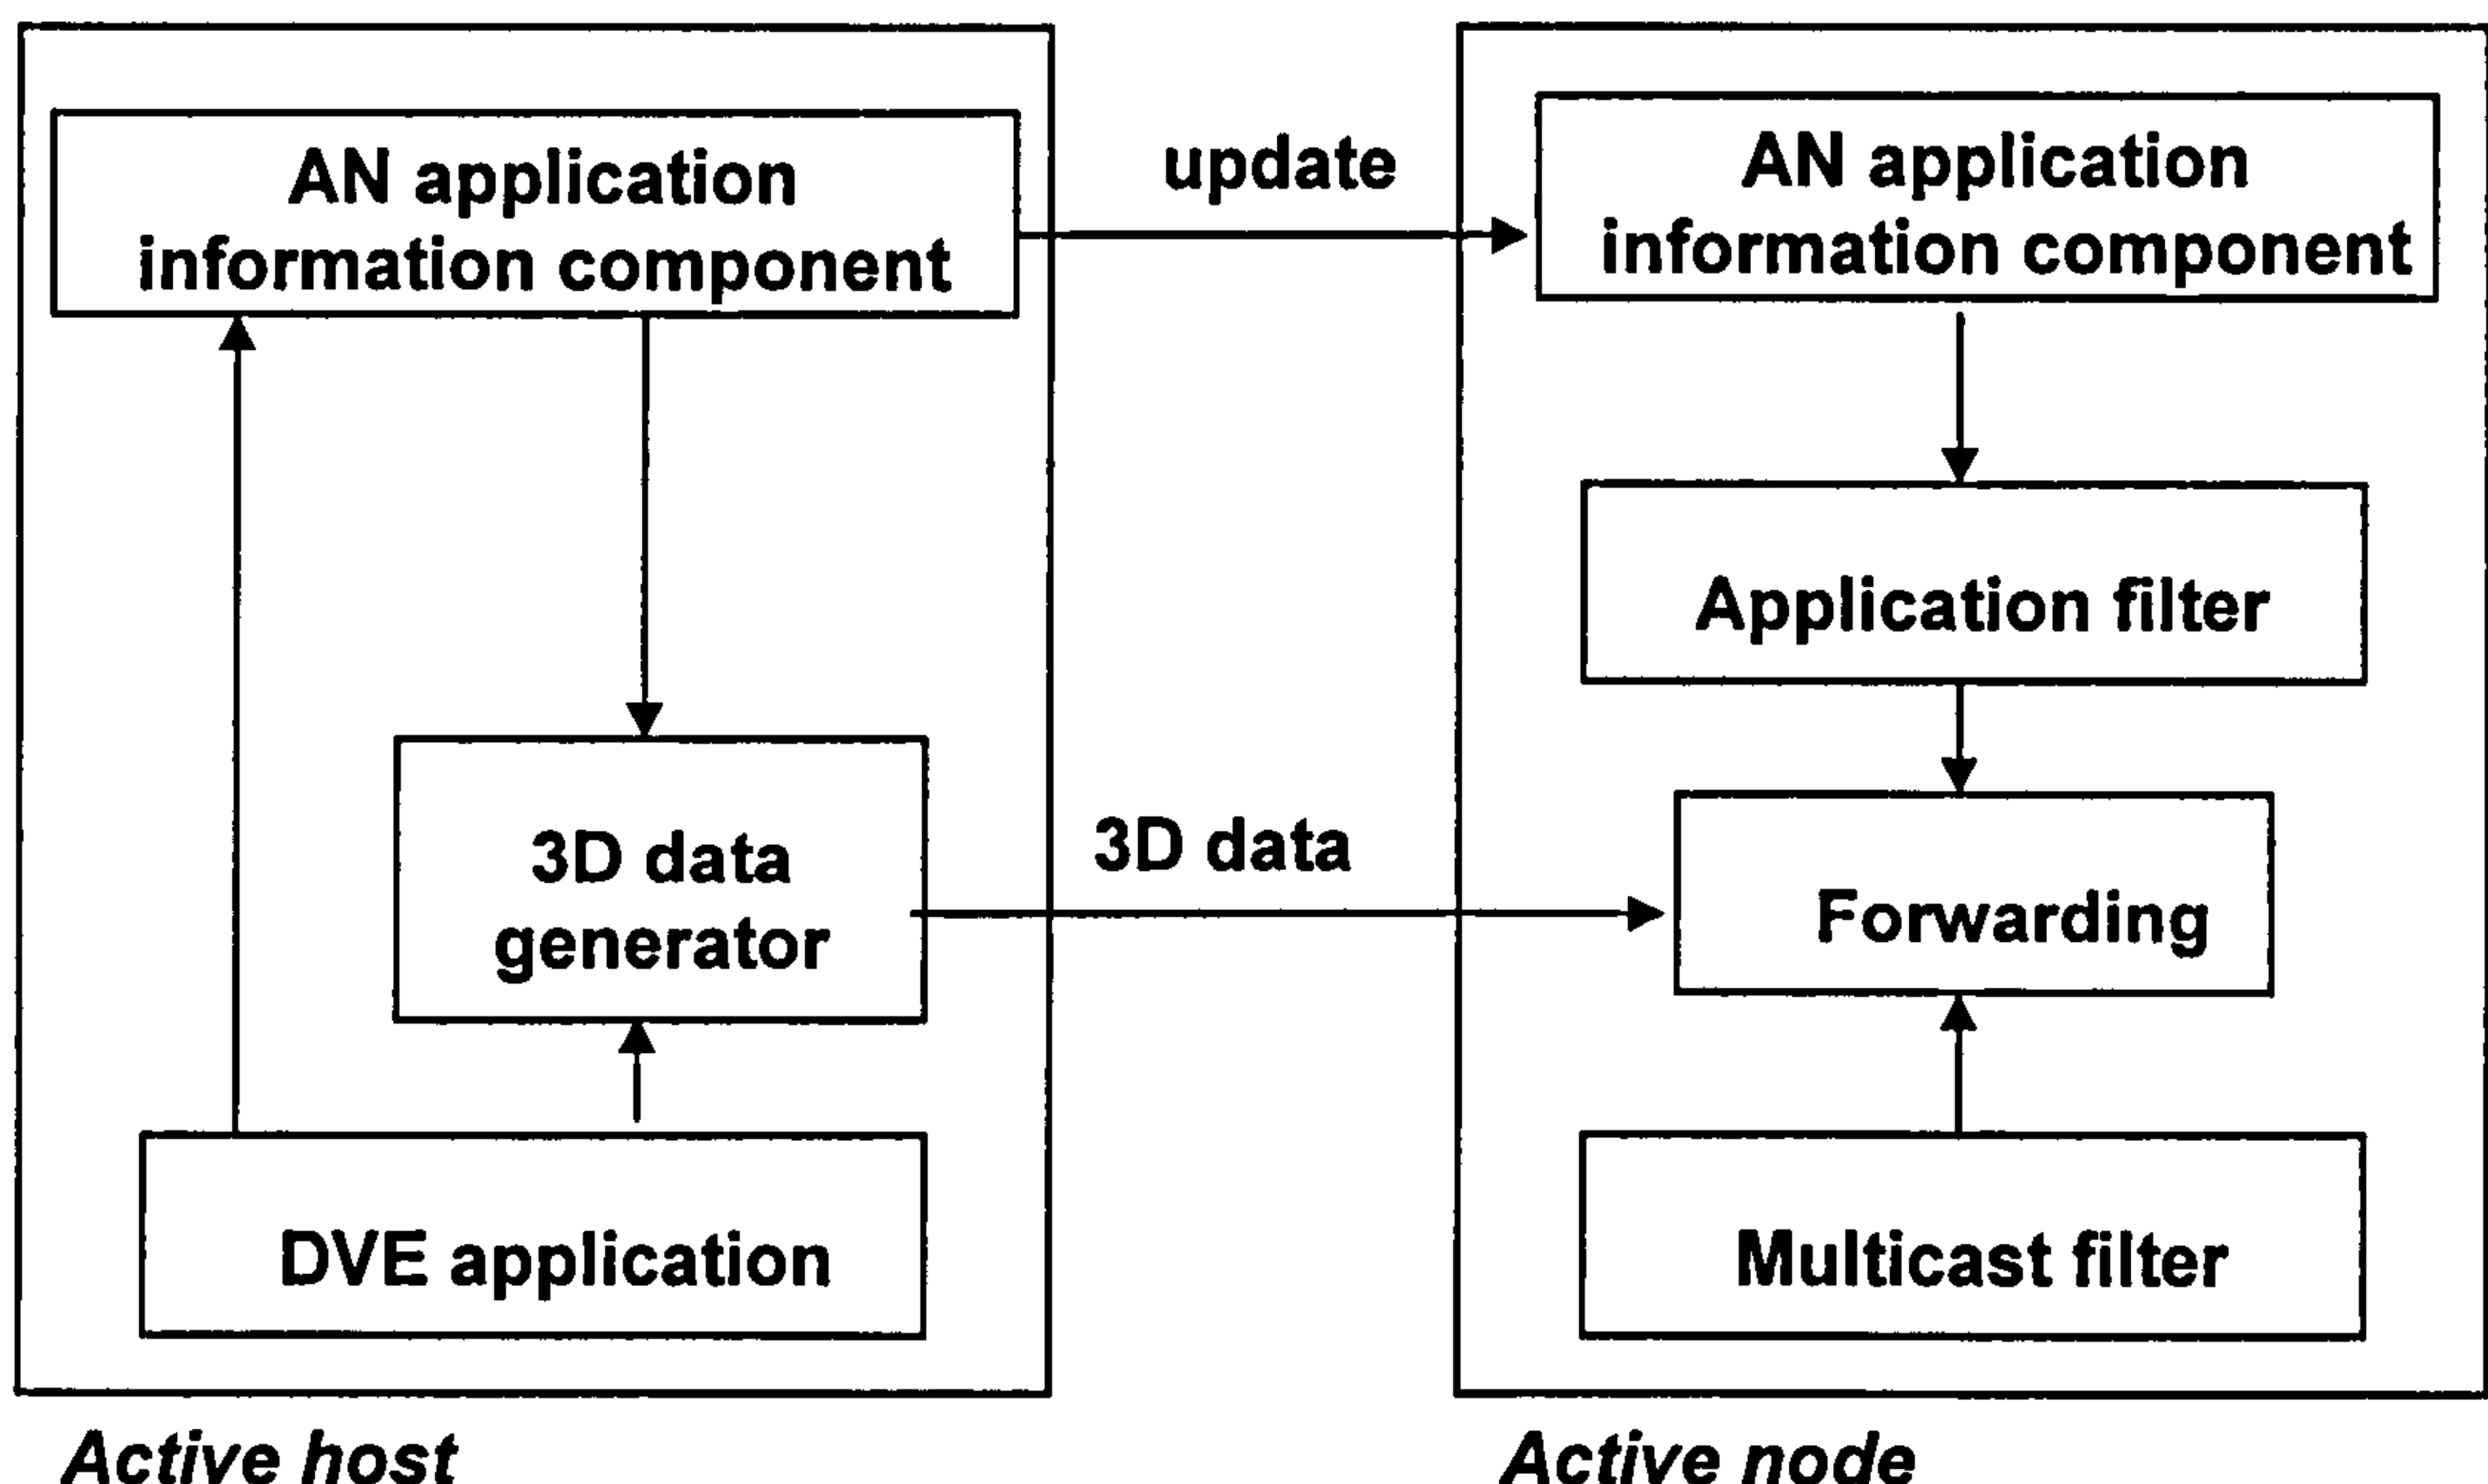 AN application
information component
update
AN application
information component
Application filter
3D data
generator
3D data
Forwarding
DVE application
Multicast filter
Active host
Active node